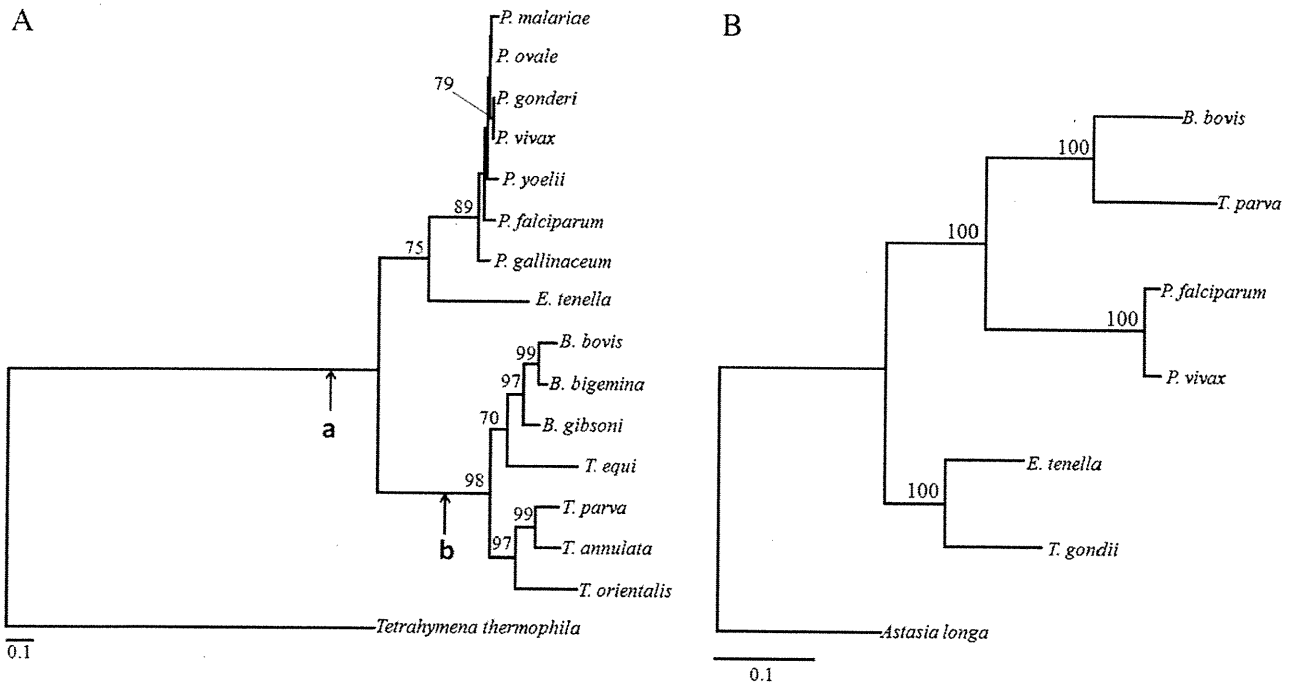 A
P. malariae
P. ovale
79
P. gonderi
P. vivax
P. yoelii
89
P. falciparum
75
P. gallinaceum
E. tenella
B. bovis
99
B. bigemina
97
B. gibsoni
70
T. equi
a
98
T. parva
99
T. annulata
b
97
T. orientalis
Tetrahymena thermophila
0.1
B
B. bovis
100
T. parva
100
P. falciparum
100
P. vivax
E. tenella
100
T. gondii
Astasia longa
0.1